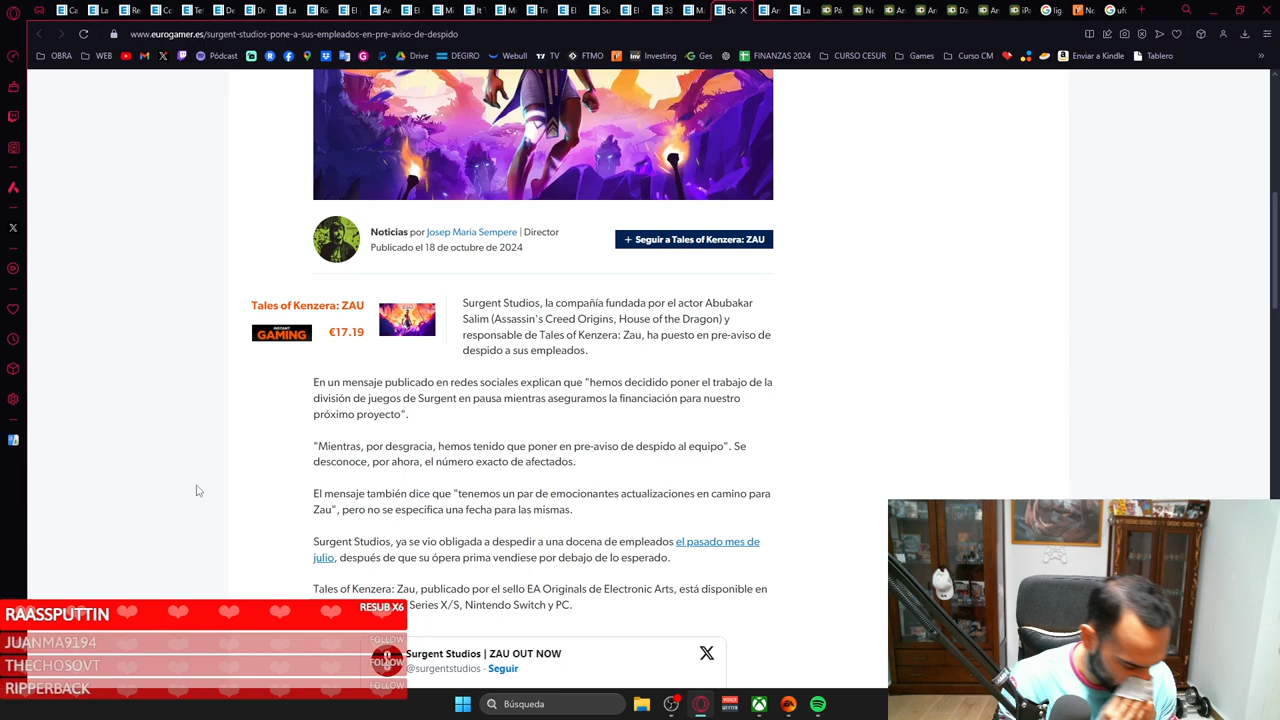 www.eurogamer.es/surgent-studios-pone-a-sus-empleados-en-pre-aviso-de-despido
OBRA
WEB
Pódcast
Drive
DEGIRO
Webull
TV
FTMO
Investing
Ges
FINANZAS 2024
CURSO CESUR
Games
Curso CM
Enviar a Kindle
Tablero
Noticias por Josep Maria Sempere | Director
Publicado el 18 de octubre de 2024
+ Seguir a Tales of Kenzera: ZAU
Tales of Kenzera: ZAU
INSTANT GAMING
€17.19
Surgent Studios, la compañía fundada por el actor Abubakar
Salim (Assassin's Creed Origins, House of the Dragon) y
responsable de Tales of Kenzera: Zau, ha puesto en pre-aviso de
despido a sus empleados.
En un mensaje publicado en redes sociales explican que "hemos decidido poner el trabajo de la
división de juegos de Surgent en pausa mientras aseguramos la financiación para nuestro
próximo proyecto".
"Mientras, por desgracia, hemos tenido que poner en pre-aviso de despido al equipo". Se
desconoce, por ahora, el número exacto de afectados.
El mensaje también dice que "tenemos un par de emocionantes actualizaciones en camino para
Zau", pero no se especifica una fecha para las mismas.
Surgent Studios, ya se vio obligada a despedir a una docena de empleados el pasado mes de
julio, después de que su ópera prima vendiese por debajo de lo esperado.
Tales of Kenzera: Zau, publicado por el sello EA Originals de Electronic Arts, está disponible en
Series X/S, Nintendo Switch y PC.
RAASSPUTTIN
RESUB X6
JUANMA9194
FOLLOW
THECHOSOVT
FOLLOW
RIPPERBACK
FOLLOW
Surgent Studios | ZAU OUT NOW
@surgentstudios · Seguir
Búsqueda